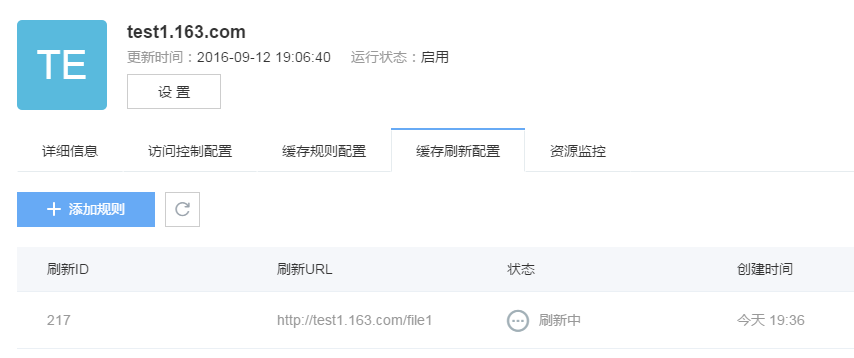 TE
test1.163.com
更新时间：2016-09-12 19:06:40 运行状态：启用
设 置
详细信息 访问控制配置 缓存规则配置 缓存刷新配置 资源监控
添加规则
刷新ID 刷新URL 状态 创建时间
217 http://test1.163.com/file1 刷新中 今天 19:36